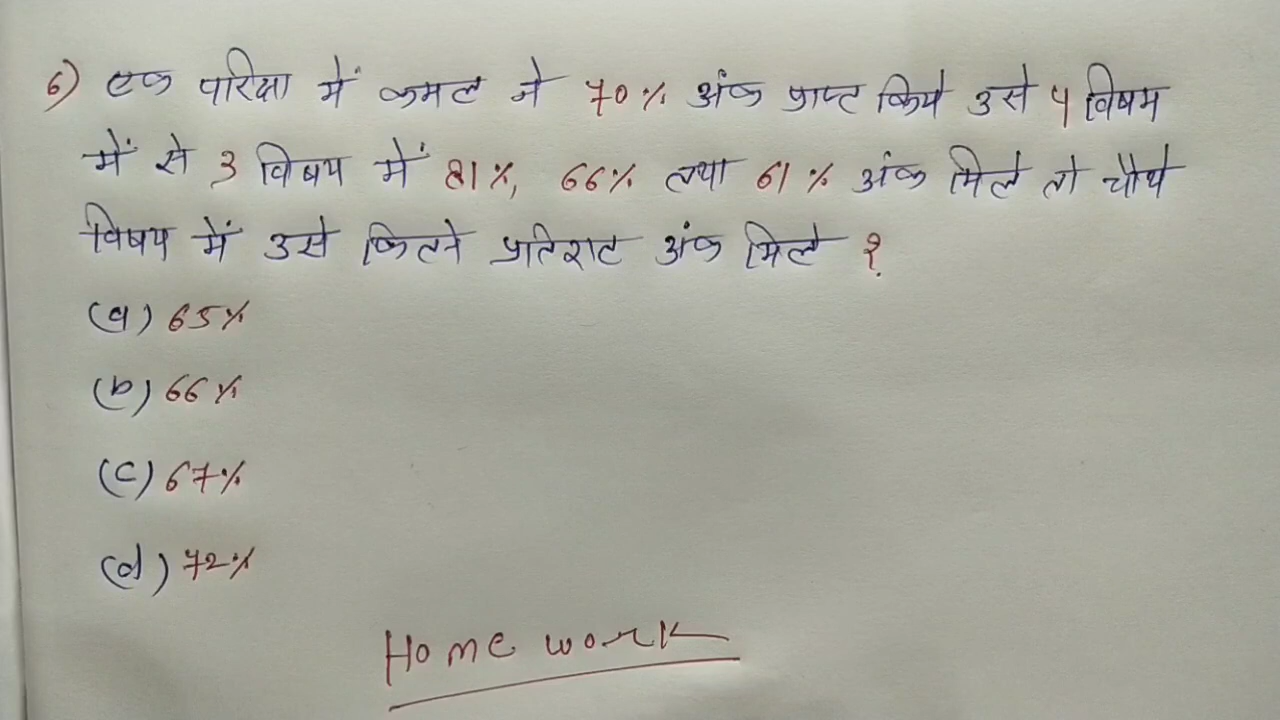 6) एक परिक्षा में कमल ने 70% अंक प्राप्त किये उसे 4 विषय
में से 3 विषय में 81%, 66% तथा 61% अंक मिले तो चौथे
विषय में उसे कितने प्रतिशत अंक मिले ?
(a) 65%
(b) 66%
(c) 67%
(d) 72%
Home work